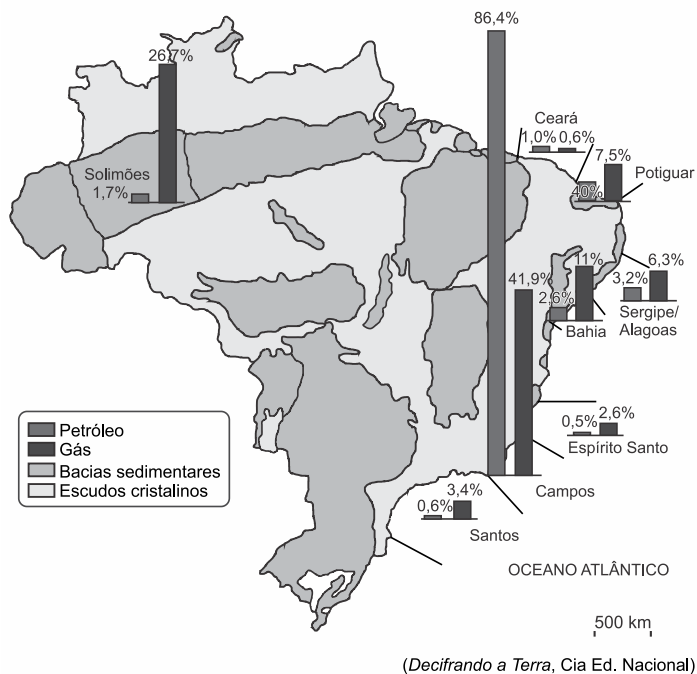 86,4%
26,7%
Ceará
1,0% 0,6%
7,5%
Solimões
1,7%
40%
Potiguar
11%
6,3%
41,9%
2,6%
3,2%
Bahia
Sergipe/
Alagoas
Petróleo
Gás
Bacias sedimentares
Escudos cristalinos
0,5% 2,6%
Espírito Santo
Campos
0,6% 3,4%
Santos
OCEANO ATLÂNTICO
500 km
(Decifrando a Terra, Cia Ed. Nacional)